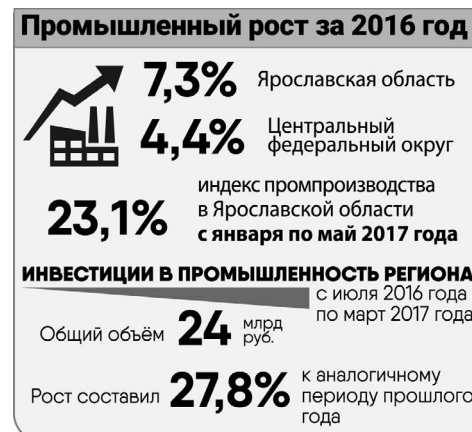 Промышленный рост за 2016 год
7,3% Ярославская область
4,4% Центральный
федеральный округ
23,1% индекс промпроизводства
в Ярославской области
с января по май 2017 года
ИНВЕСТИЦИИ В ПРОМЫШЛЕННОСТЬ РЕГИОНА
с июля 2016 года
по март 2017 года
Общий объём 24 млрд
руб.
Рост составил 27,8% к аналогичному
периоду прошлого
года